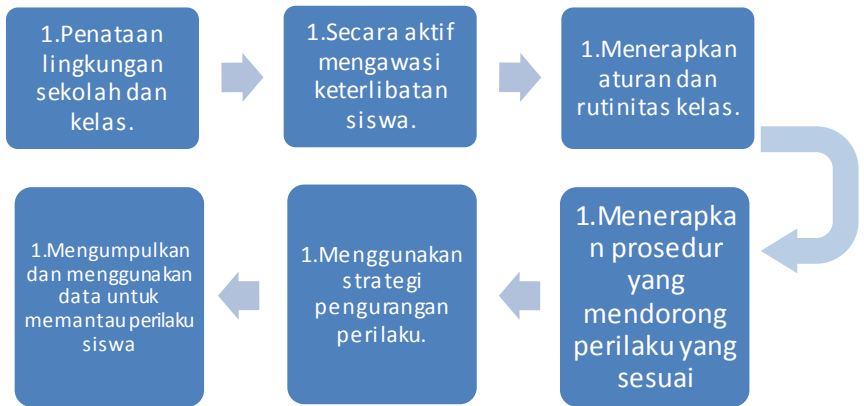 1.Penataan
lingkungan
sekolah dan
kelas.
1.Secara aktif
mengawasi
keterlibatan
siswa.
1.Menerapkan
aturan dan
rutinitas kelas.
1.Menerapka
n prosedur
yang
mendorong
perilaku yang
sesuai
1.Menggunakan
strategi
pengurangan
perilaku.
1.Mengumpulkan
dan menggunakan
data untuk
memantau perilaku
siswa